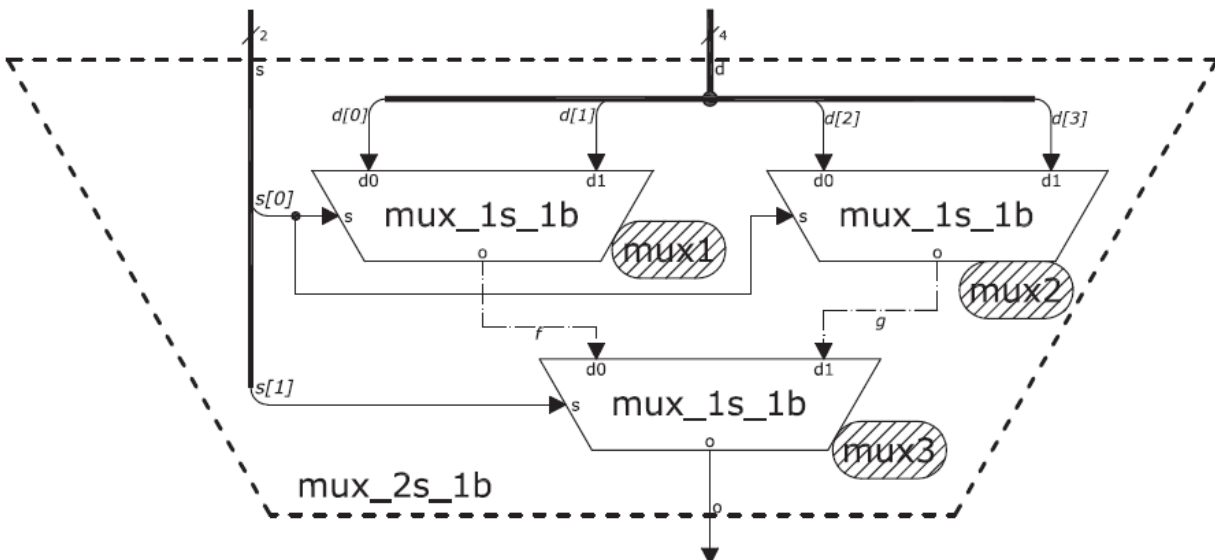 2
4
s
d
d[0]
d[1]
d[2]
d[3]
d0
d1
d0
d1
s[0]
s
mux_1s_1b
s
mux_1s_1b
o
mux1
o
mux2
f
g
d0
d1
s[1]
s
mux_1s_1b
o
mux3
mux_2s_1b
o